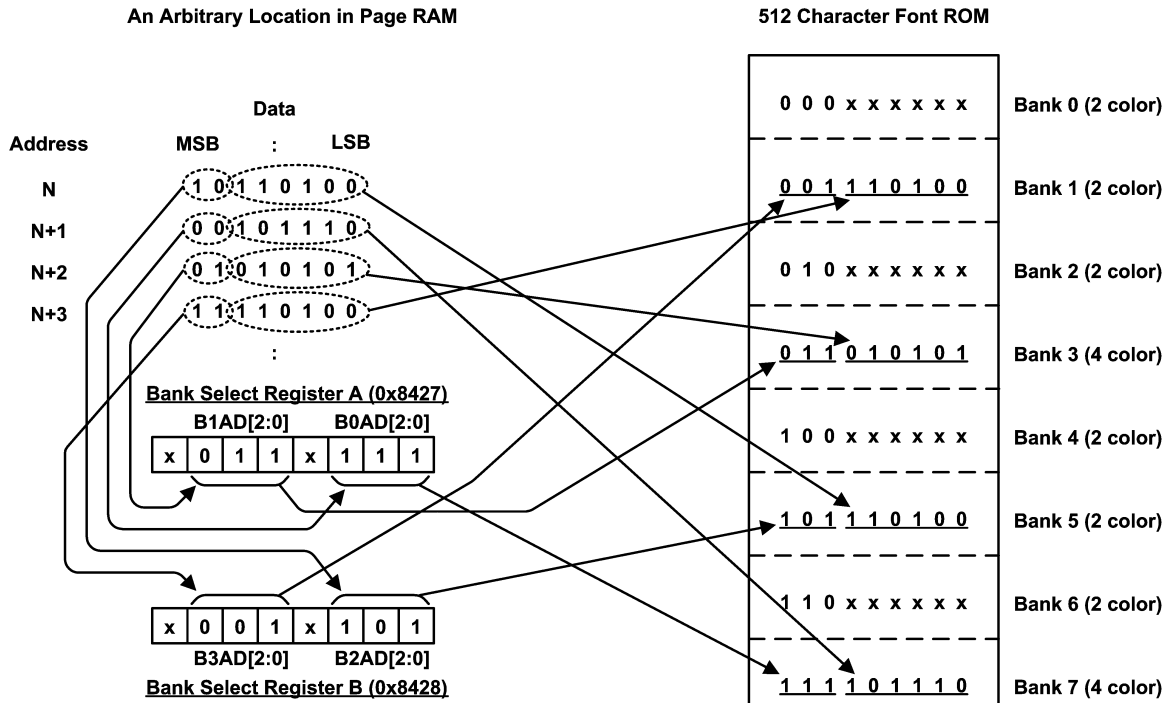 An Arbitrary Location in Page RAM
512 Character Font ROM
Data
Address MSB : LSB
N 1 0 1 1 0 1 0 0
N+1 0 0 1 0 1 1 1 0
N+2 0 1 0 1 0 1 0 1
N+3 1 1 1 1 0 1 0 0
:
Bank Select Register A (0x8427)
B1AD[2:0] B0AD[2:0]
x 0 1 1 x 1 1 1
x 0 0 1 x 1 0 1
B3AD[2:0] B2AD[2:0]
Bank Select Register B (0x8428)
0 0 0 x x x x x x Bank 0 (2 color)
0 0 1 1 1 0 1 0 0 Bank 1 (2 color)
0 1 0 x x x x x x Bank 2 (2 color)
0 1 1 0 1 0 1 0 1 Bank 3 (4 color)
1 0 0 x x x x x x Bank 4 (2 color)
1 0 1 1 1 0 1 0 0 Bank 5 (2 color)
1 1 0 x x x x x x Bank 6 (2 color)
1 1 1 1 0 1 1 1 0 Bank 7 (4 color)